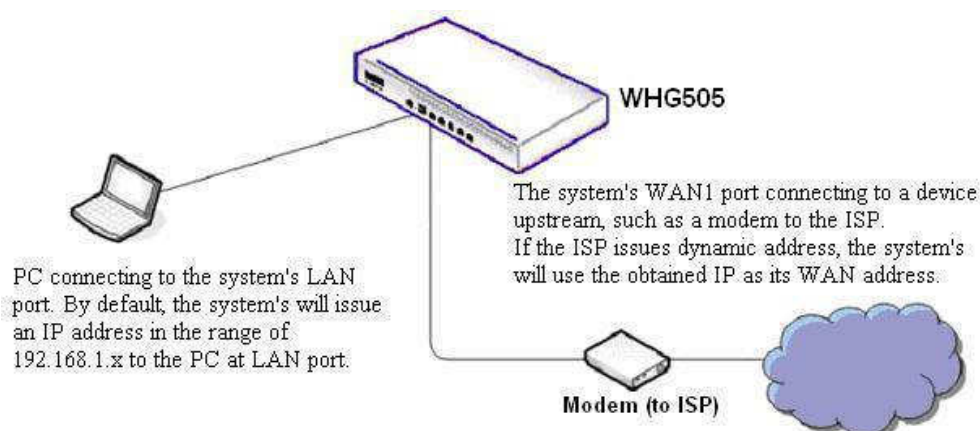 WHG505
The system's WAN1 port connecting to a device
upstream, such as a modem to the ISP.
If the ISP issues dynamic address, the system's
will use the obtained IP as its WAN address.
PC connecting to the system's LAN
port. By default, the system's will issue
an IP address in the range of
192.168.1.x to the PC at LAN port.
Modem (to ISP)